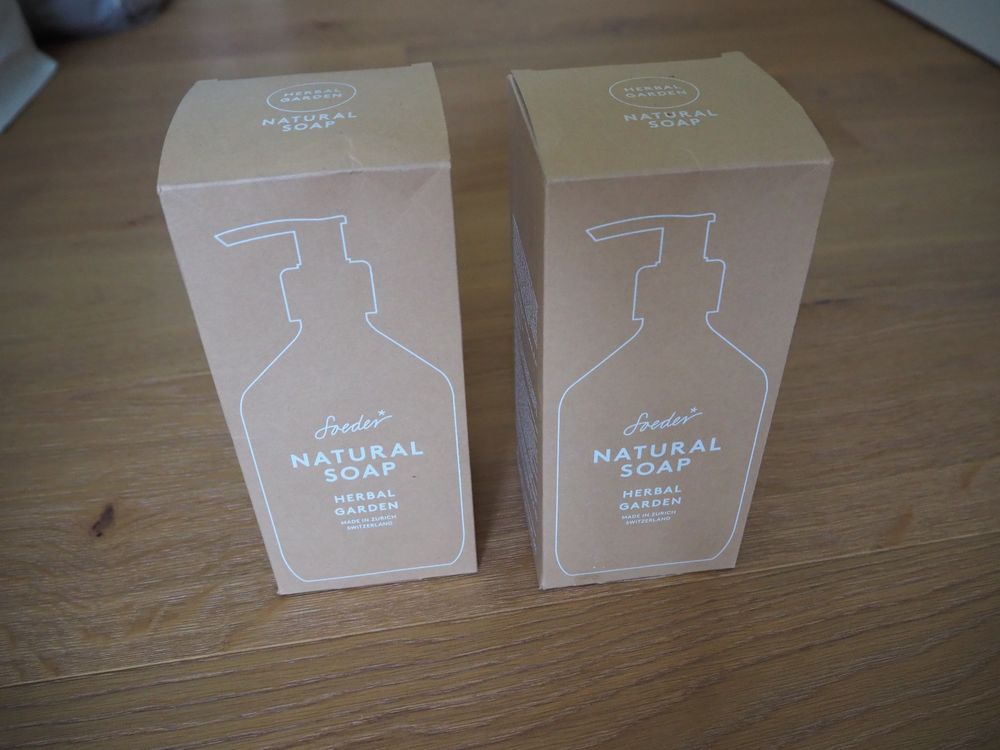 HERBAL
GARDEN
NATURAL
SOAP
Soeder*
NATURAL
SOAP
HERBAL
GARDEN
MADE IN ZURICH
SWITZERLAND
HERBAL
GARDEN
NATURAL
SOAP
Soeder*
NATURAL
SOAP
HERBAL
GARDEN
MADE IN ZURICH
SWITZERLAND